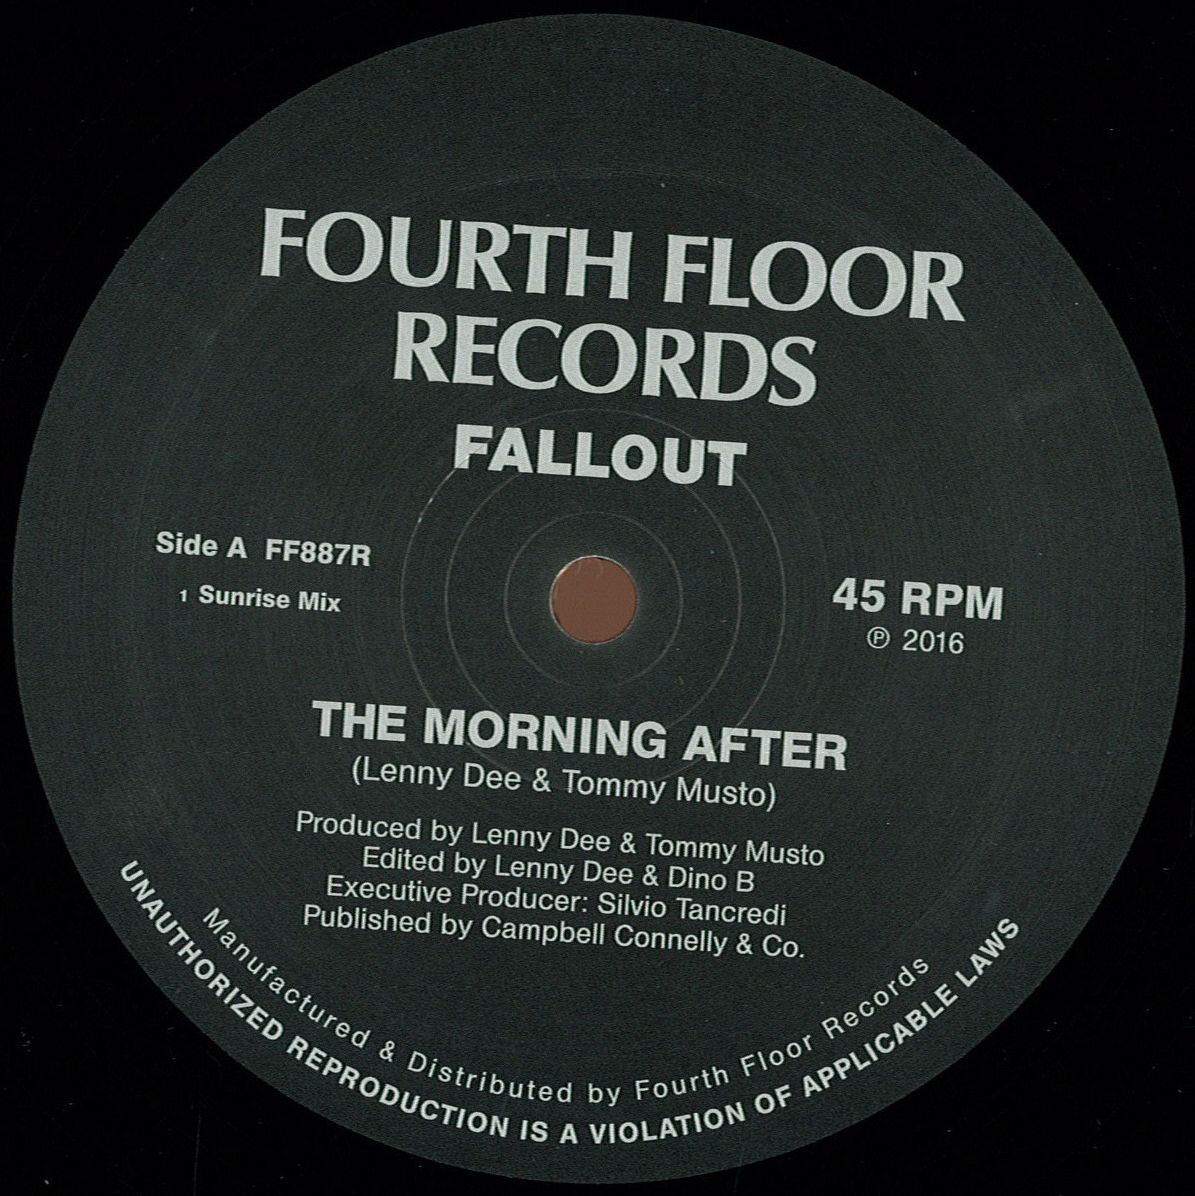 FOURTH FLOOR
RECORDS
FALLOUT
Side A FF887R
1 Sunrise Mix
45 RPM
℗ 2016
THE MORNING AFTER
(Lenny Dee & Tommy Musto)
Produced by Lenny Dee & Tommy Musto
Edited by Lenny Dee & Dino B
Executive Producer: Silvio Tancredi
Published by Campbell Connelly & Co.
Manufactured & Distributed by Fourth Floor Records
UNAUTHORIZED REPRODUCTION IS A VIOLATION OF APPLICABLE LAWS